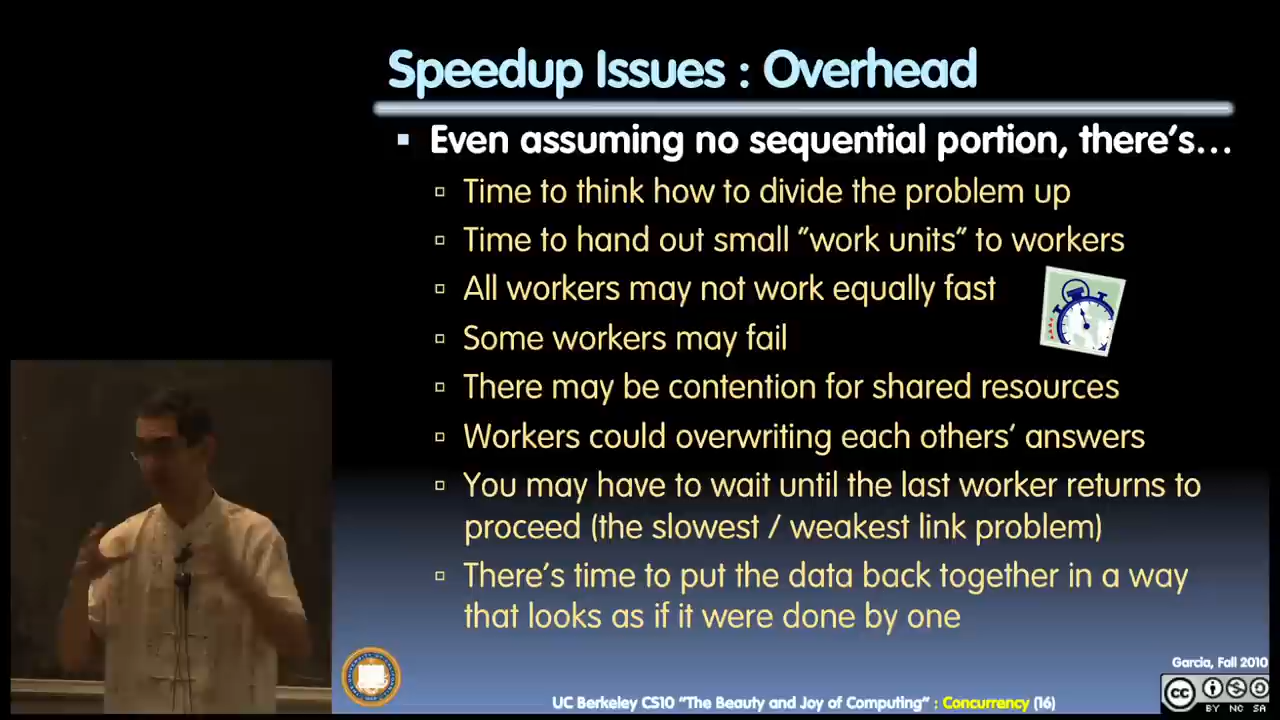 Speedup Issues : Overhead
Even assuming no sequential portion, there's…
Time to think how to divide the problem up
Time to hand out small "work units" to workers
All workers may not work equally fast
Some workers may fail
There may be contention for shared resources
Workers could overwriting each others' answers
You may have to wait until the last worker returns to
proceed (the slowest / weakest link problem)
There's time to put the data back together in a way
that looks as if it were done by one
Garcia, Fall 2010
UC Berkeley CS10 "The Beauty and Joy of Computing" : Concurrency (16)
cc
BY NC SA